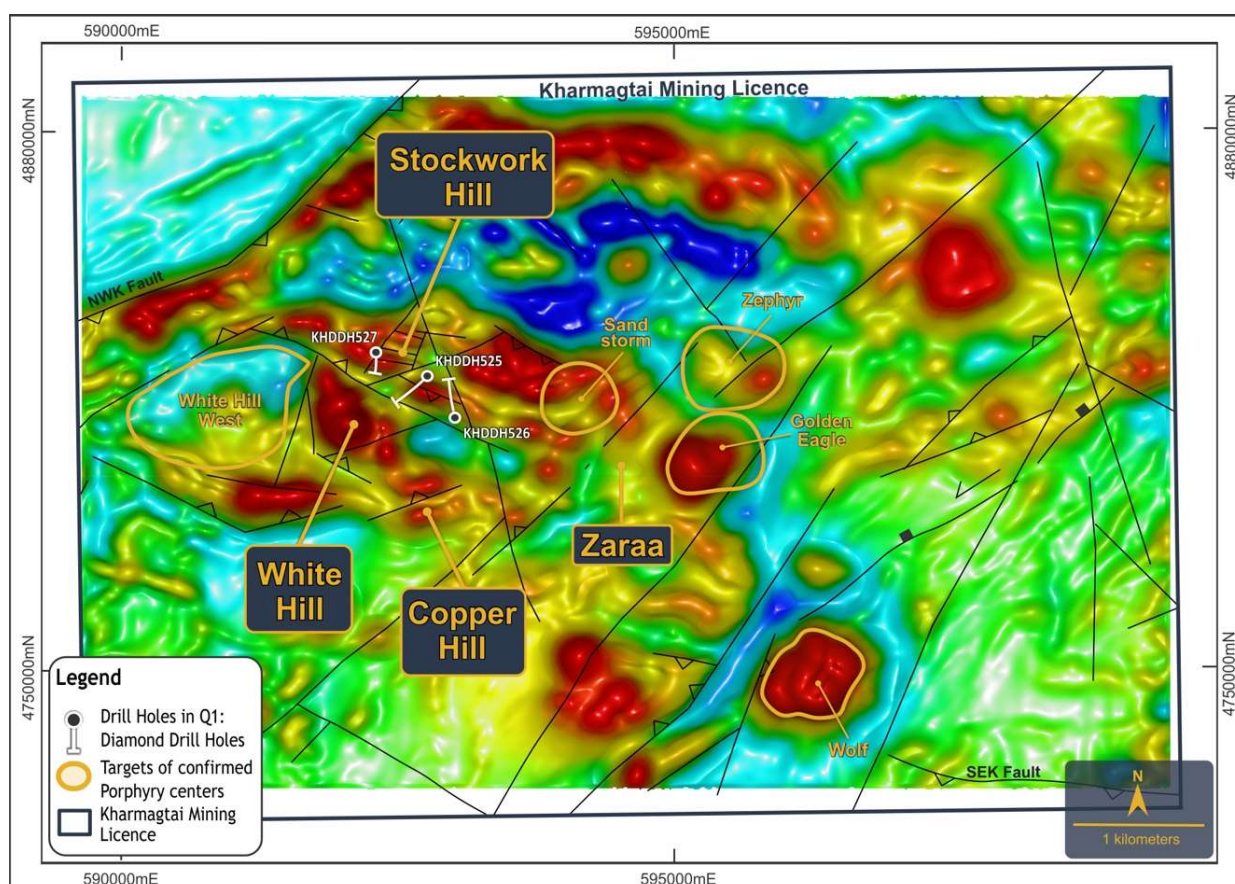 590000mE
595000mE
Kharmagtai Mining Licence
4880000mN
4880000mN
Stockwork
Hill
NWK Fault
Zephyr
Sand
storm
KHDDH527
KHDDH525
White Hill
West
KHDDH526
Golden
Eagle
Zaraa
White
Hill
Copper
Hill
4750000mN
4750000mN
Wolf
SEK Fault
Legend
Drill Holes in Q1:
Diamond Drill Holes
Targets of confirmed
Porphyry centers
Kharmagtai Mining
Licence
N
1 kilometers
590000mE
595000mE